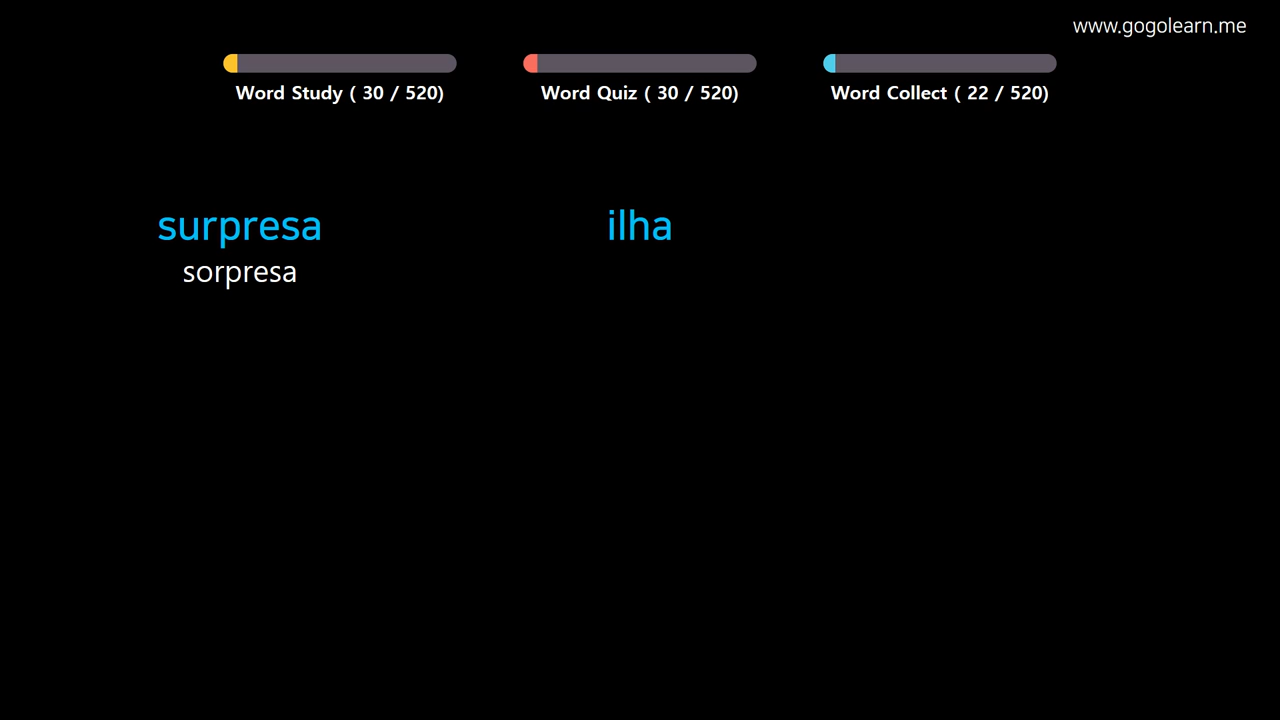 www.gogolearn.me
Word Study ( 30 / 520)
Word Quiz ( 30 / 520)
Word Collect ( 22 / 520)
surpresa
sorpresa
ilha